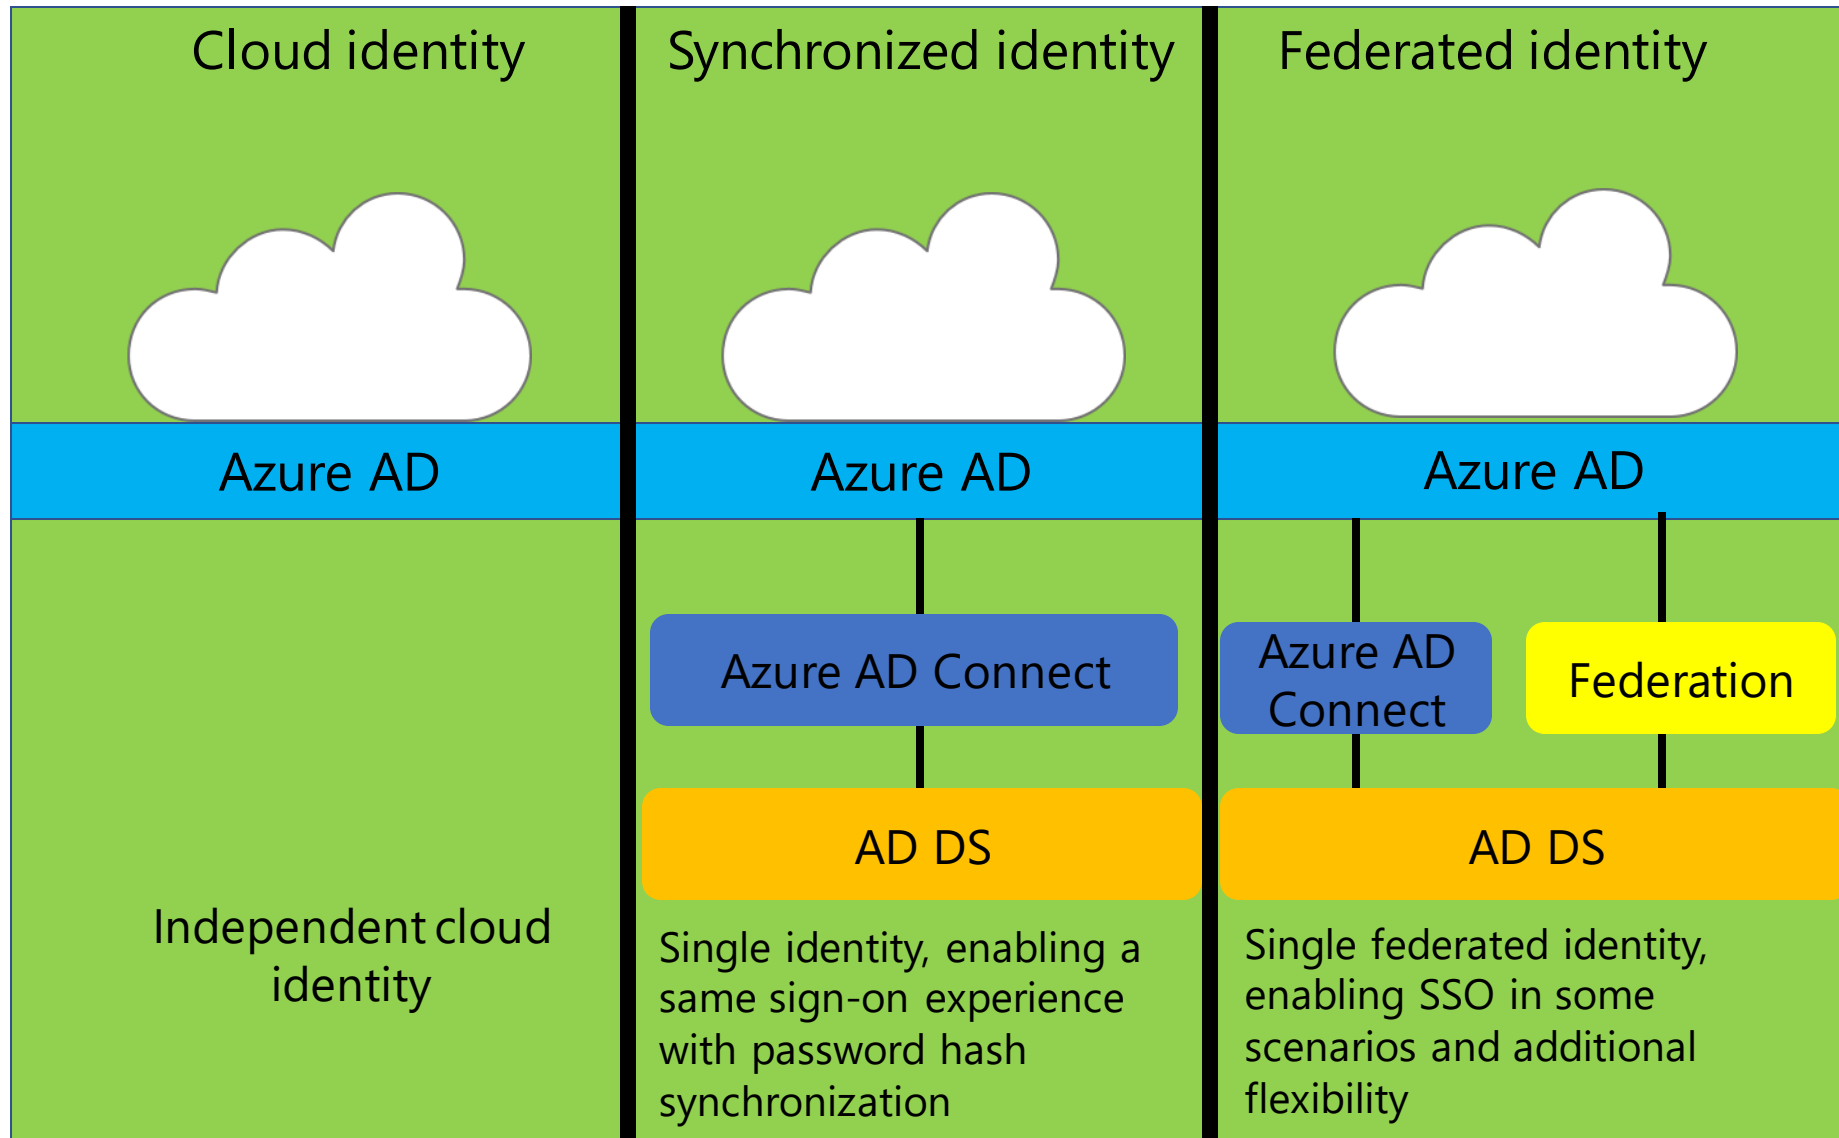 Cloud identity
Azure AD
Independent cloud
identity
Synchronized identity
Azure AD
Azure AD Connect
AD DS
Single identity, enabling a
same sign-on experience
with password hash
synchronization
Federated identity
Azure AD
Azure AD
Connect
Federation
AD DS
Single federated identity,
enabling SSO in some
scenarios and additional
flexibility